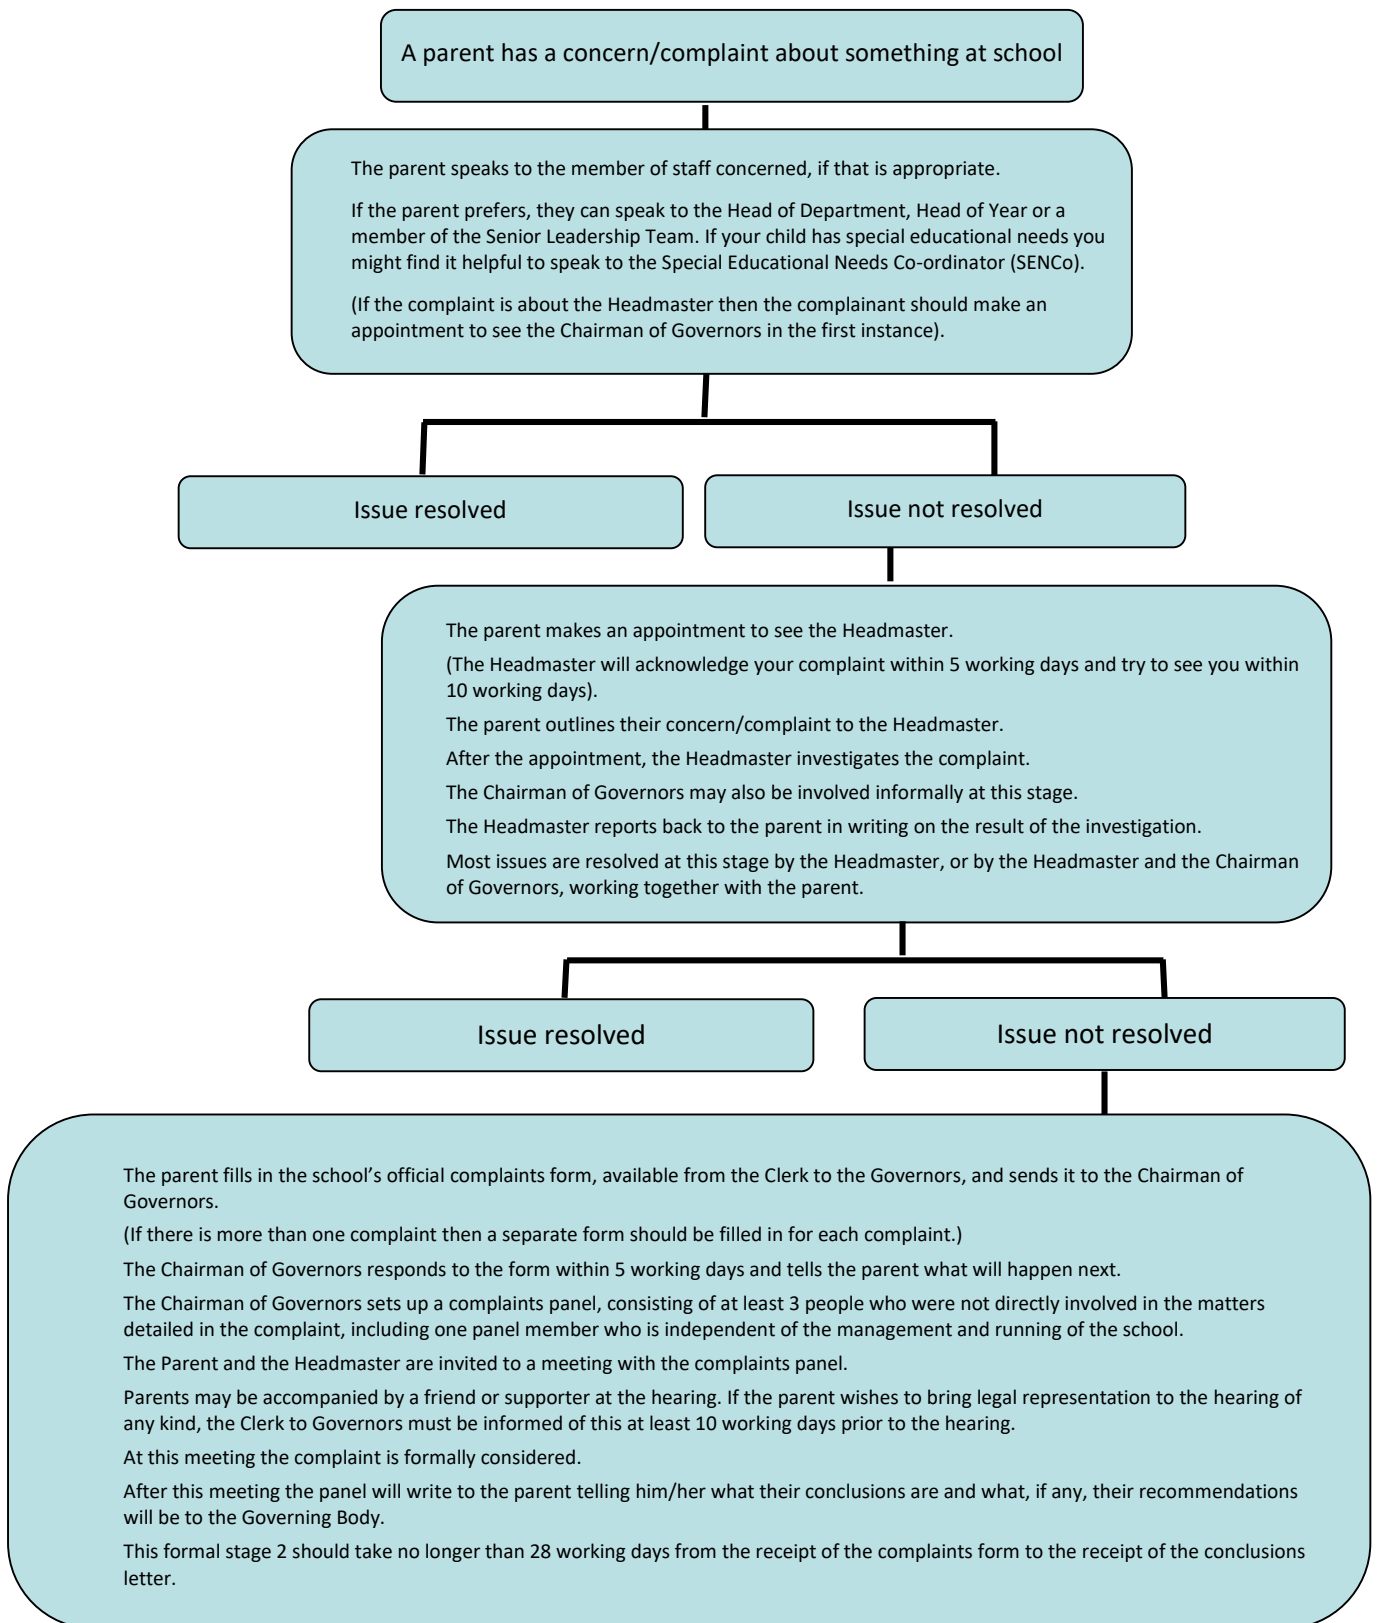 A parent has a concern/complaint about something at school
The parent speaks to the member of staff concerned, if that is appropriate.
If the parent prefers, they can speak to the Head of Department, Head of Year or a
member of the Senior Leadership Team. If your child has special educational needs you
might find it helpful to speak to the Special Educational Needs Co-ordinator (SENCo).
(If the complaint is about the Headmaster then the complainant should make an
appointment to see the Chairman of Governors in the first instance).
Issue resolved
Issue not resolved
The parent makes an appointment to see the Headmaster.
(The Headmaster will acknowledge your complaint within 5 working days and try to see you within
10 working days).
The parent outlines their concern/complaint to the Headmaster.
After the appointment, the Headmaster investigates the complaint.
The Chairman of Governors may also be involved informally at this stage.
The Headmaster reports back to the parent in writing on the result of the investigation.
Most issues are resolved at this stage by the Headmaster, or by the Headmaster and the Chairman
of Governors, working together with the parent.
Issue resolved
Issue not resolved
The parent fills in the school’s official complaints form, available from the Clerk to the Governors, and sends it to the Chairman of
Governors.
(If there is more than one complaint then a separate form should be filled in for each complaint.)
The Chairman of Governors responds to the form within 5 working days and tells the parent what will happen next.
The Chairman of Governors sets up a complaints panel, consisting of at least 3 people who were not directly involved in the matters
detailed in the complaint, including one panel member who is independent of the management and running of the school.
The Parent and the Headmaster are invited to a meeting with the complaints panel.
Parents may be accompanied by a friend or supporter at the hearing. If the parent wishes to bring legal representation to the hearing of
any kind, the Clerk to Governors must be informed of this at least 10 working days prior to the hearing.
At this meeting the complaint is formally considered.
After this meeting the panel will write to the parent telling him/her what their conclusions are and what, if any, their recommendations
will be to the Governing Body.
This formal stage 2 should take no longer than 28 working days from the receipt of the complaints form to the receipt of the conclusions
letter.